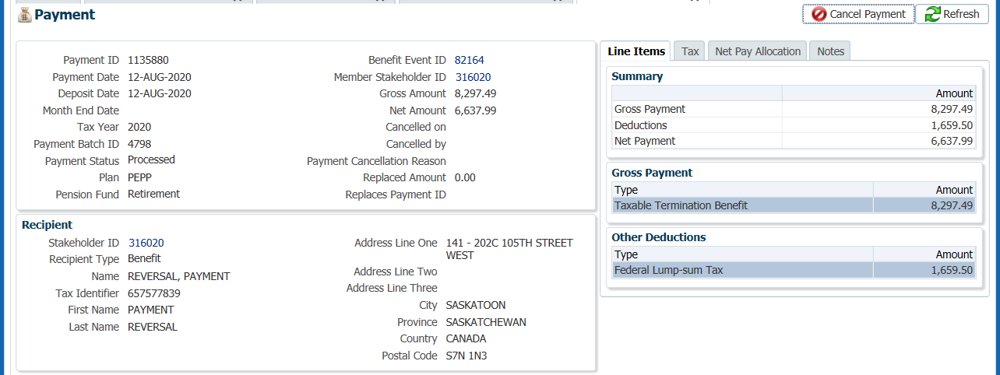 Payment
Cancel Payment
Refresh
Payment ID 1135880
Payment Date 12-AUG-2020
Deposit Date 12-AUG-2020
Month End Date
Tax Year 2020
Payment Batch ID 4798
Payment Status Processed
Plan PEPP
Pension Fund Retirement
Benefit Event ID 82164
Member Stakeholder ID 316020
Gross Amount 8,297.49
Net Amount 6,637.99
Cancelled on
Cancelled by
Payment Cancellation Reason
Replaced Amount 0.00
Replaces Payment ID
Recipient
Stakeholder ID 316020
Recipient Type Benefit
Name REVERSAL, PAYMENT
Tax Identifier 657577839
First Name PAYMENT
Last Name REVERSAL
Address Line One 141 - 202C 105TH STREET
WEST
Address Line Two
Address Line Three
City SASKATOON
Province SASKATCHEWAN
Country CANADA
Postal Code S7N 1N3
Line Items Tax Net Pay Allocation Notes
Summary
Amount
Gross Payment 8,297.49
Deductions 1,659.50
Net Payment 6,637.99
Gross Payment
Type Amount
Taxable Termination Benefit 8,297.49
Other Deductions
Type Amount
Federal Lump-sum Tax 1,659.50